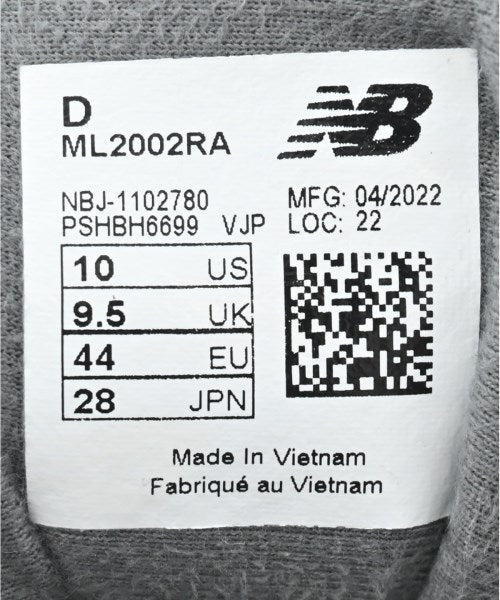 D
ML2002RA
NB
NBJ-1102780
PSHBH6699 VJP
MFG: 04/2022
LOC: 22
10 US
9.5 UK
44 EU
28 JPN
Made In Vietnam
Fabriqué au Vietnam